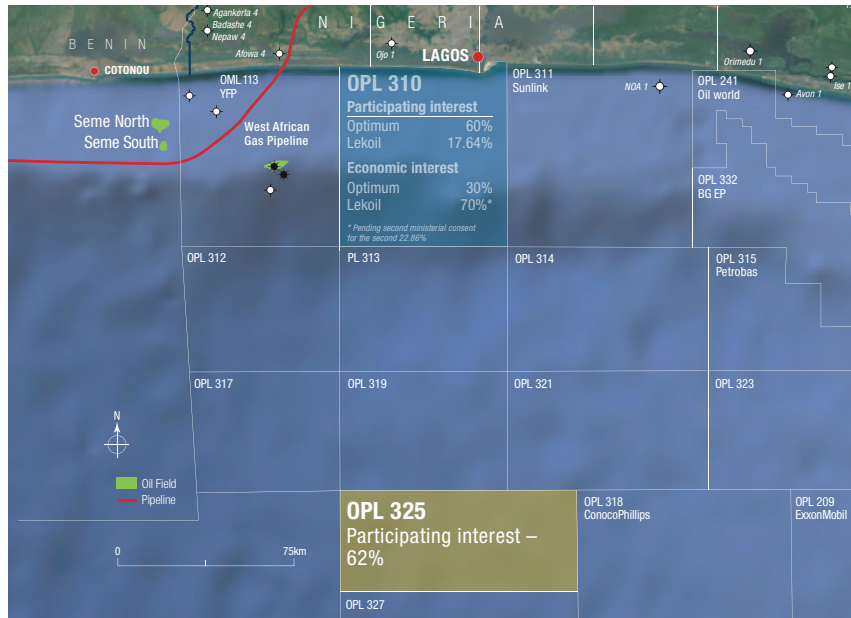 Agankerla 4
Badashe 4
Nepaw 4
N I G E R I A
B E N I N
Afowa 4
Ojo 1
LAGOS
Orimedu 1
COTONOU
OML 113
YFP
OPL 310
Participating interest
Optimum 60%
Lekoil 17.64%
Economic interest
Optimum 30%
Lekoil 70%*
* Pending second ministerial consent
for the second 22.86%
OPL 311
Sunlink
NOA 1
OPL 241
Oil world
Avon 1
Ise 1
Seme North
Seme South
West African
Gas Pipeline
OPL 332
BG EP
OPL 312
PL 313
OPL 314
OPL 315
Petrobas
OPL 317
OPL 319
OPL 321
OPL 323
N
Oil Field
Pipeline
OPL 325
Participating interest –
62%
OPL 318
ConocoPhillips
OPL 209
ExxonMobil
0 75km
OPL 327